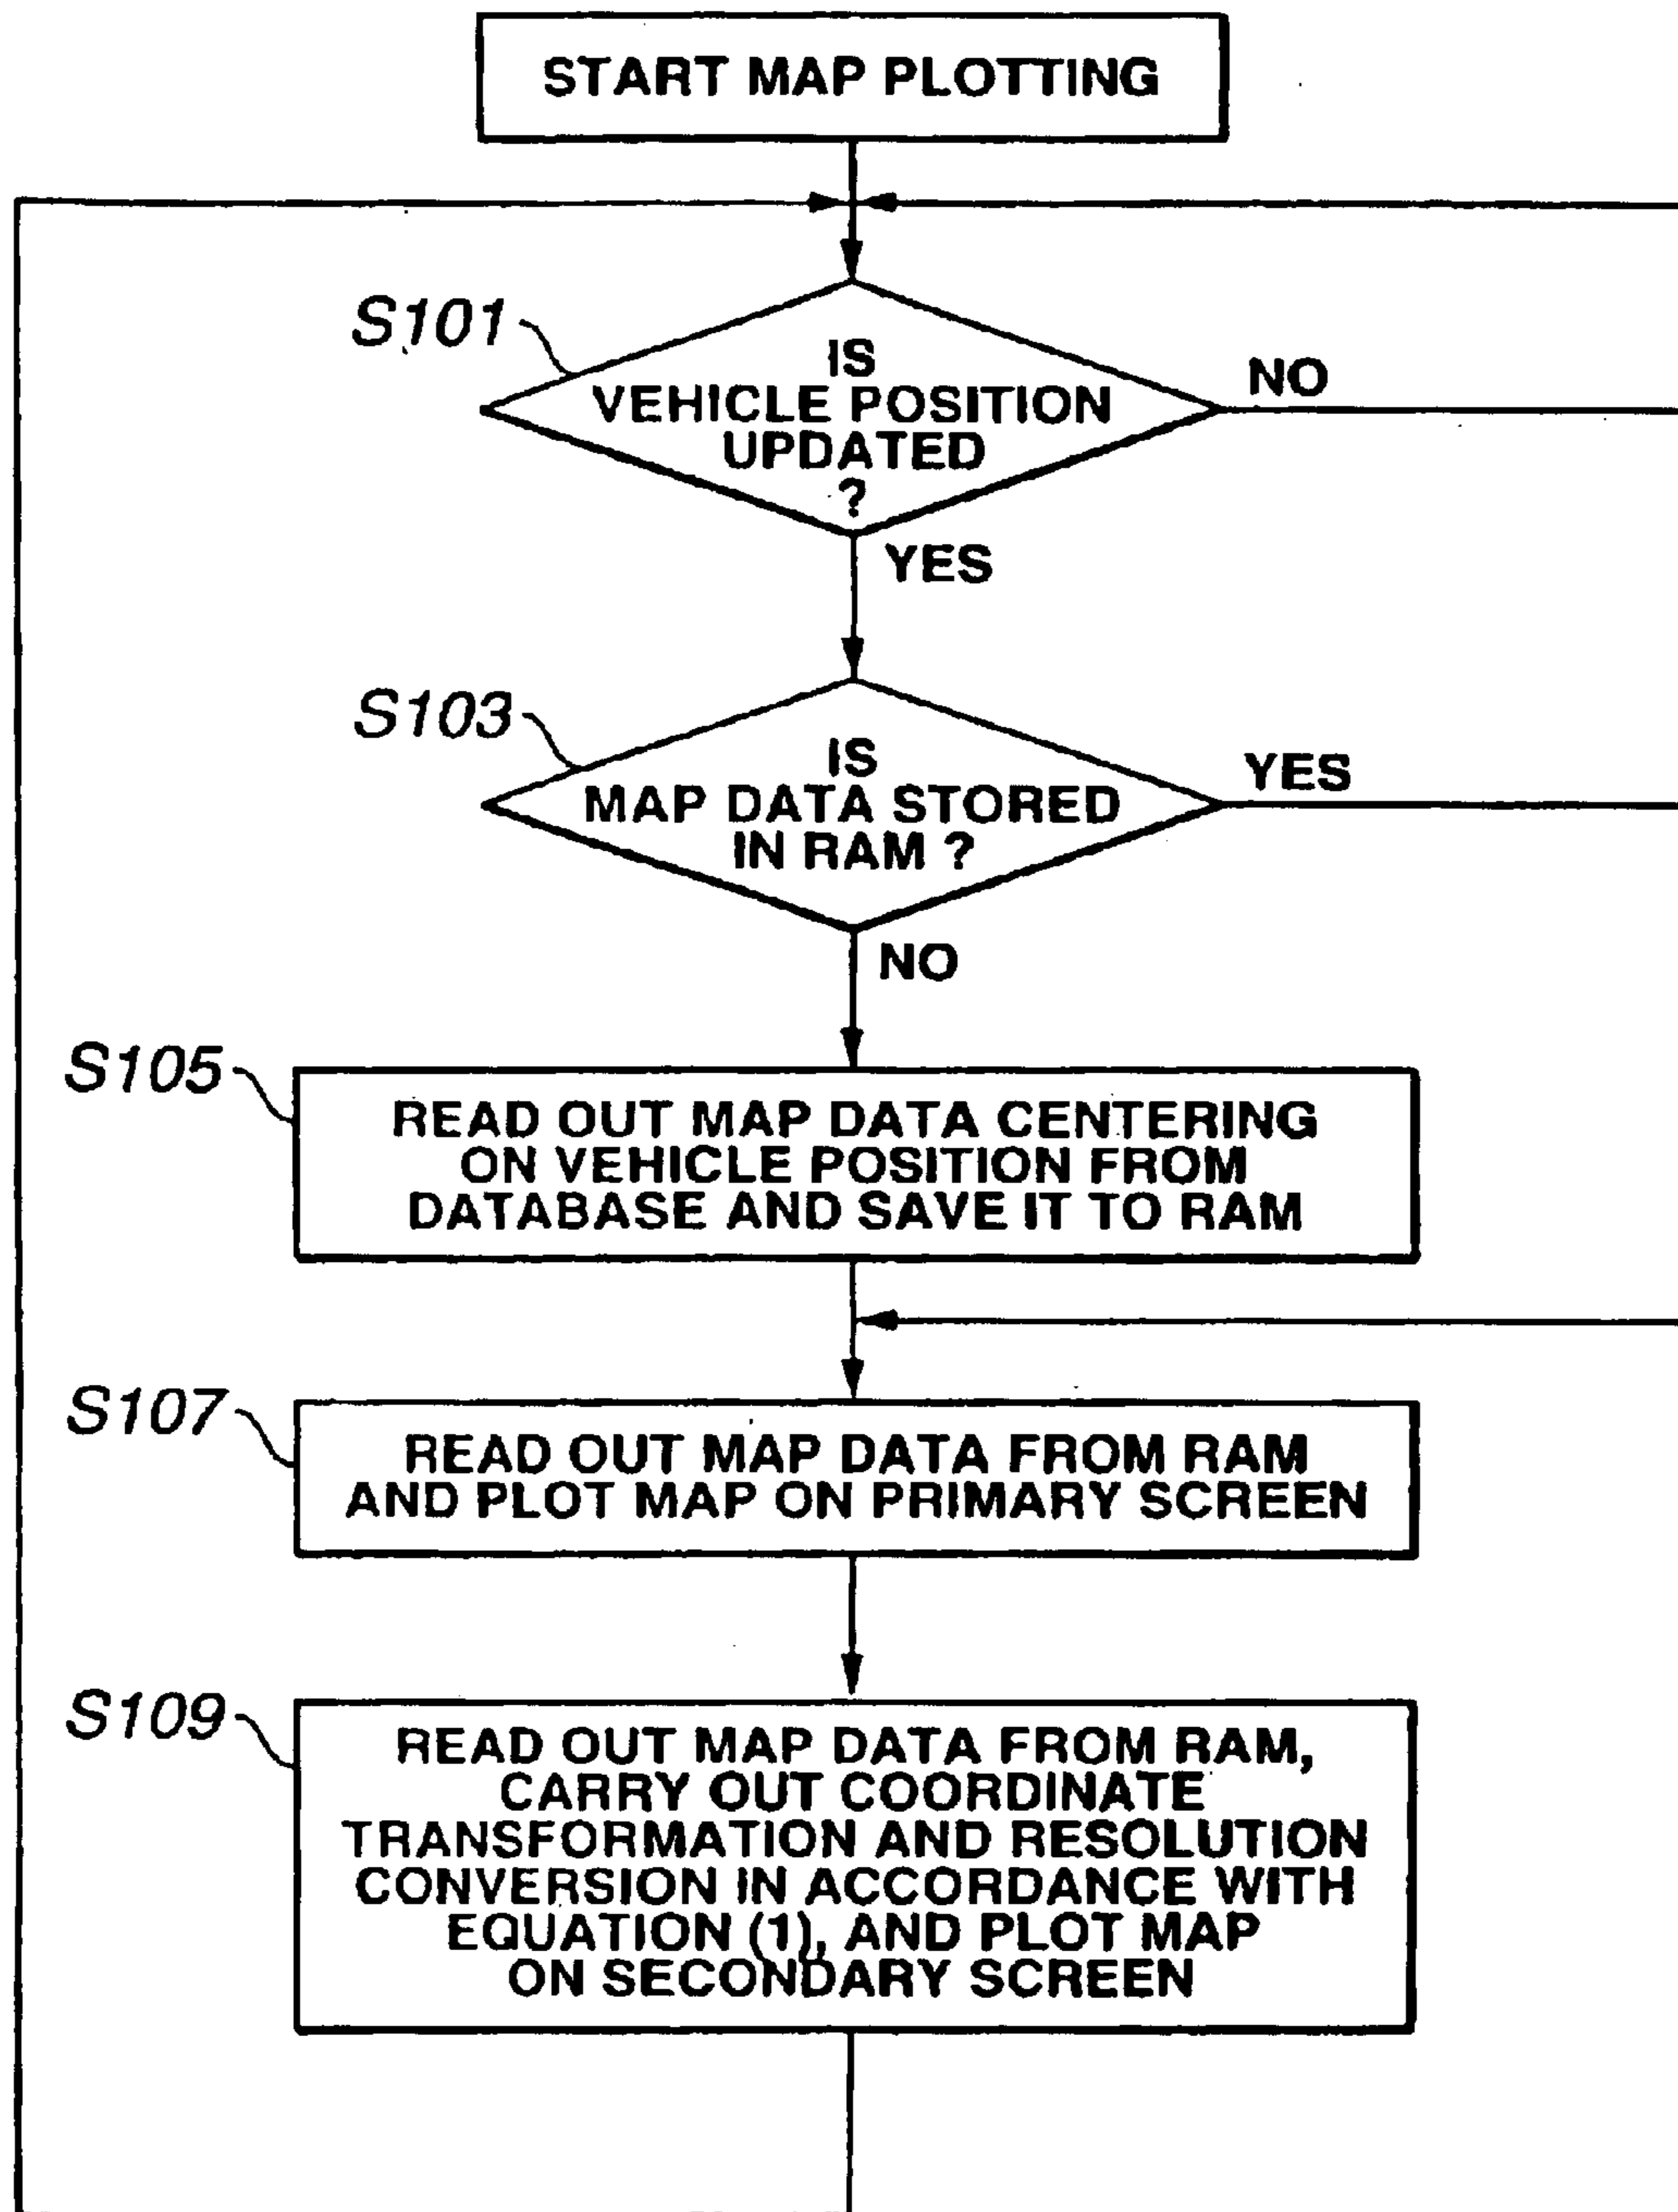 START MAP PLOTTING
S101
IS
VEHICLE POSITION
UPDATED
?
NO
YES
S103
IS
MAP DATA STORED
IN RAM ?
YES
NO
S105
READ OUT MAP DATA CENTERING
ON VEHICLE POSITION FROM
DATABASE AND SAVE IT TO RAM
S107
READ OUT MAP DATA FROM RAM
AND PLOT MAP ON PRIMARY SCREEN
S109
READ OUT MAP DATA FROM RAM,
CARRY OUT COORDINATE
TRANSFORMATION AND RESOLUTION
CONVERSION IN ACCORDANCE WITH
EQUATION (1), AND PLOT MAP
ON SECONDARY SCREEN